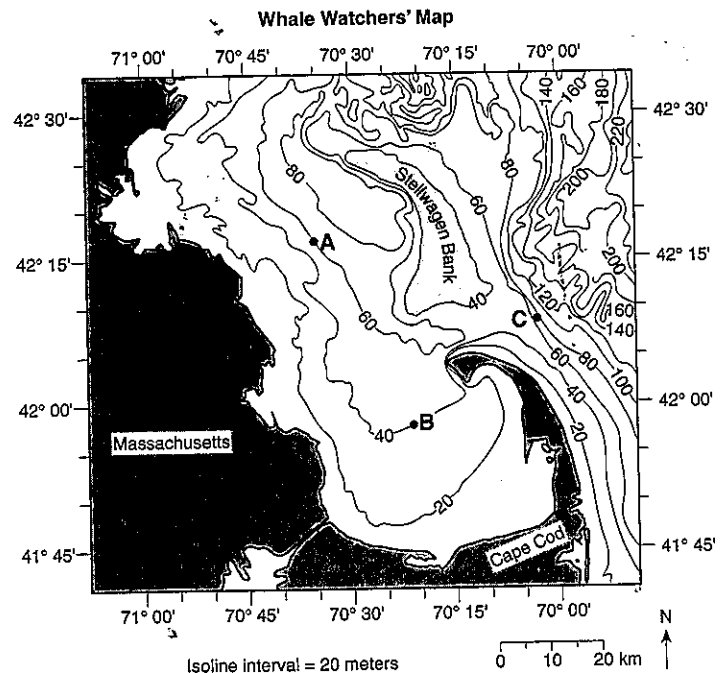 Whale Watchers' Map
71° 00' 70° 45' 70° 30' 70° 15' 70° 00'
42° 30' 42° 30'
140 160 180
220
160
80 80
200
60
Stellwagen Bank
A
42° 15' 42° 15'
200
40
120
160
140
C
60 60 80 100
40
20
42° 00' 42° 00'
40 B
Massachusetts
20
Cape Cod
41° 45' 41° 45'
71° 00' 70° 30' 70° 15' 70° 00'
N
Isoline interval = 20 meters
0 10 20 km